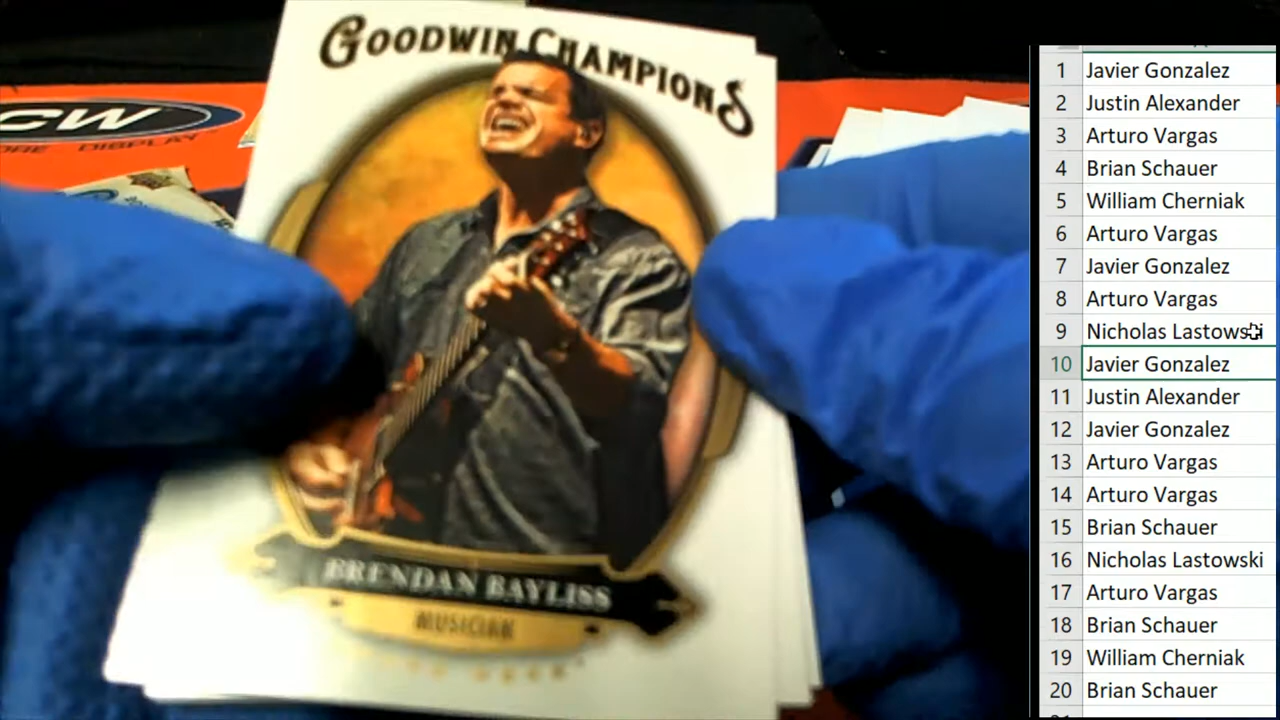 GOODWIN CHAMPIONS
CW
ORE DISPLAY
BRENDAN BAYLISS
MUSICIAN
1 Javier Gonzalez
2 Justin Alexander
3 Arturo Vargas
4 Brian Schauer
5 William Cherniak
6 Arturo Vargas
7 Javier Gonzalez
8 Arturo Vargas
9 Nicholas Lastowski
10 Javier Gonzalez
11 Justin Alexander
12 Javier Gonzalez
13 Arturo Vargas
14 Arturo Vargas
15 Brian Schauer
16 Nicholas Lastowski
17 Arturo Vargas
18 Brian Schauer
19 William Cherniak
20 Brian Schauer